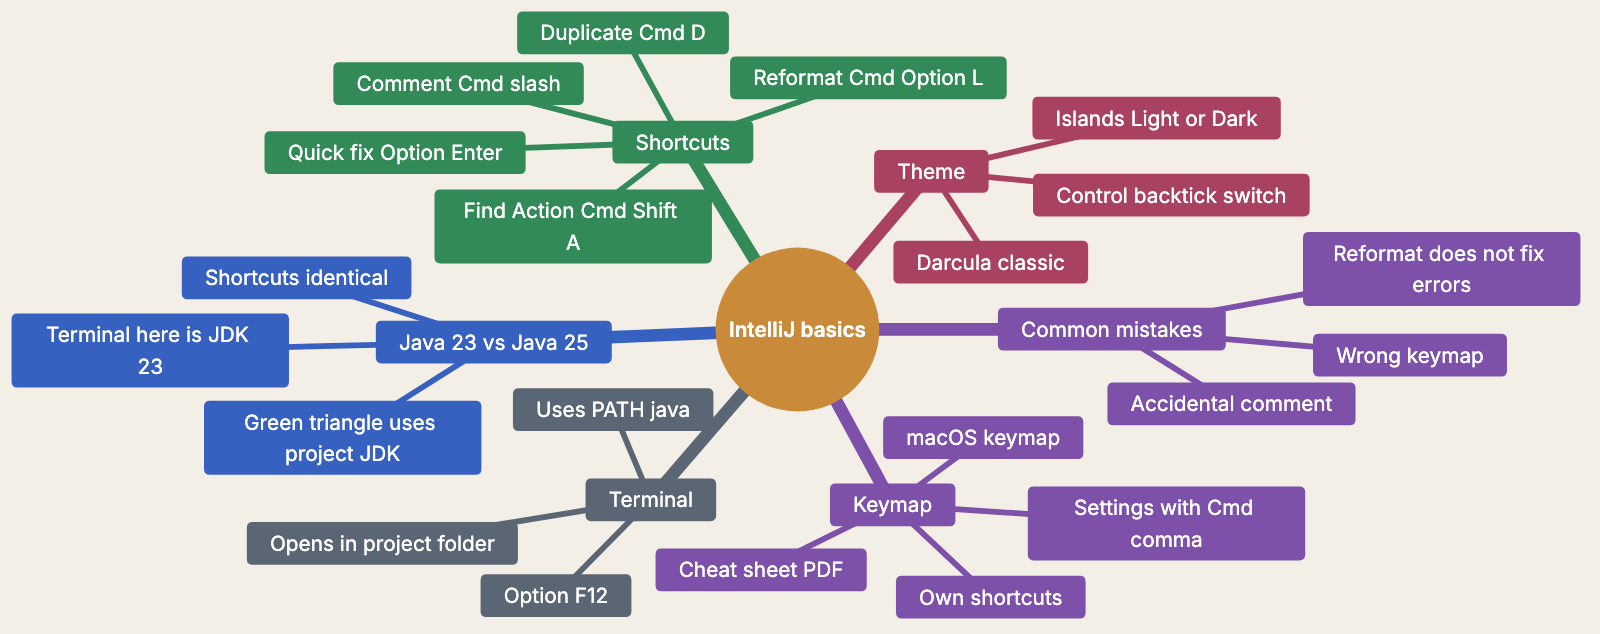 Duplicate Cmd D
Comment Cmd slash
Reformat Cmd Option L
Quick fix Option Enter
Shortcuts
Find Action Cmd Shift
A
Islands Light or Dark
Theme
Control backtick switch
Darcula classic
Shortcuts identical
Terminal here is JDK
23
Java 23 vs Java 25
Green triangle uses
project JDK
IntelliJ basics
Reformat does not fix
errors
Common mistakes
Wrong keymap
Accidental comment
Uses PATH java
Terminal
Opens in project folder
Option F12
macOS keymap
Keymap
Settings with Cmd
comma
Cheat sheet PDF
Own shortcuts